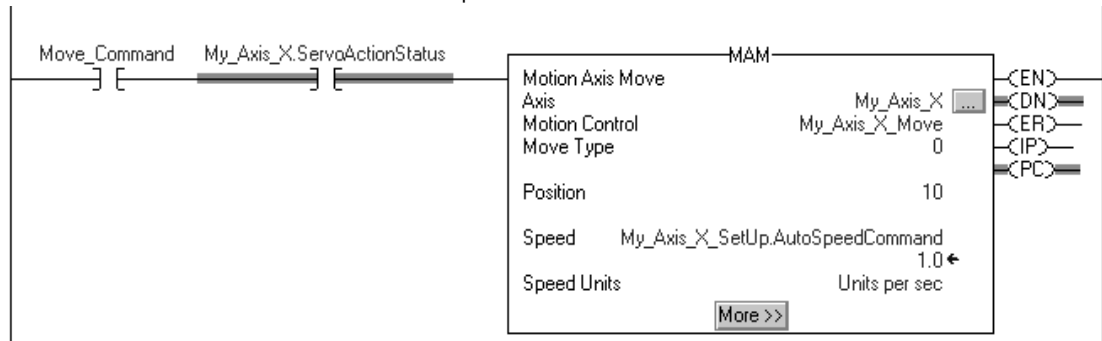 Move_Command My_Axis_X.ServoActionStatus
MAM
Motion Axis Move
Axis My_Axis_X ...
Motion Control My_Axis_X_Move
Move Type 0
Position 10
Speed My_Axis_X_SetUp.AutoSpeedCommand
1.0
Speed Units Units per sec
More >>
EN
DN
ER
IP
PC